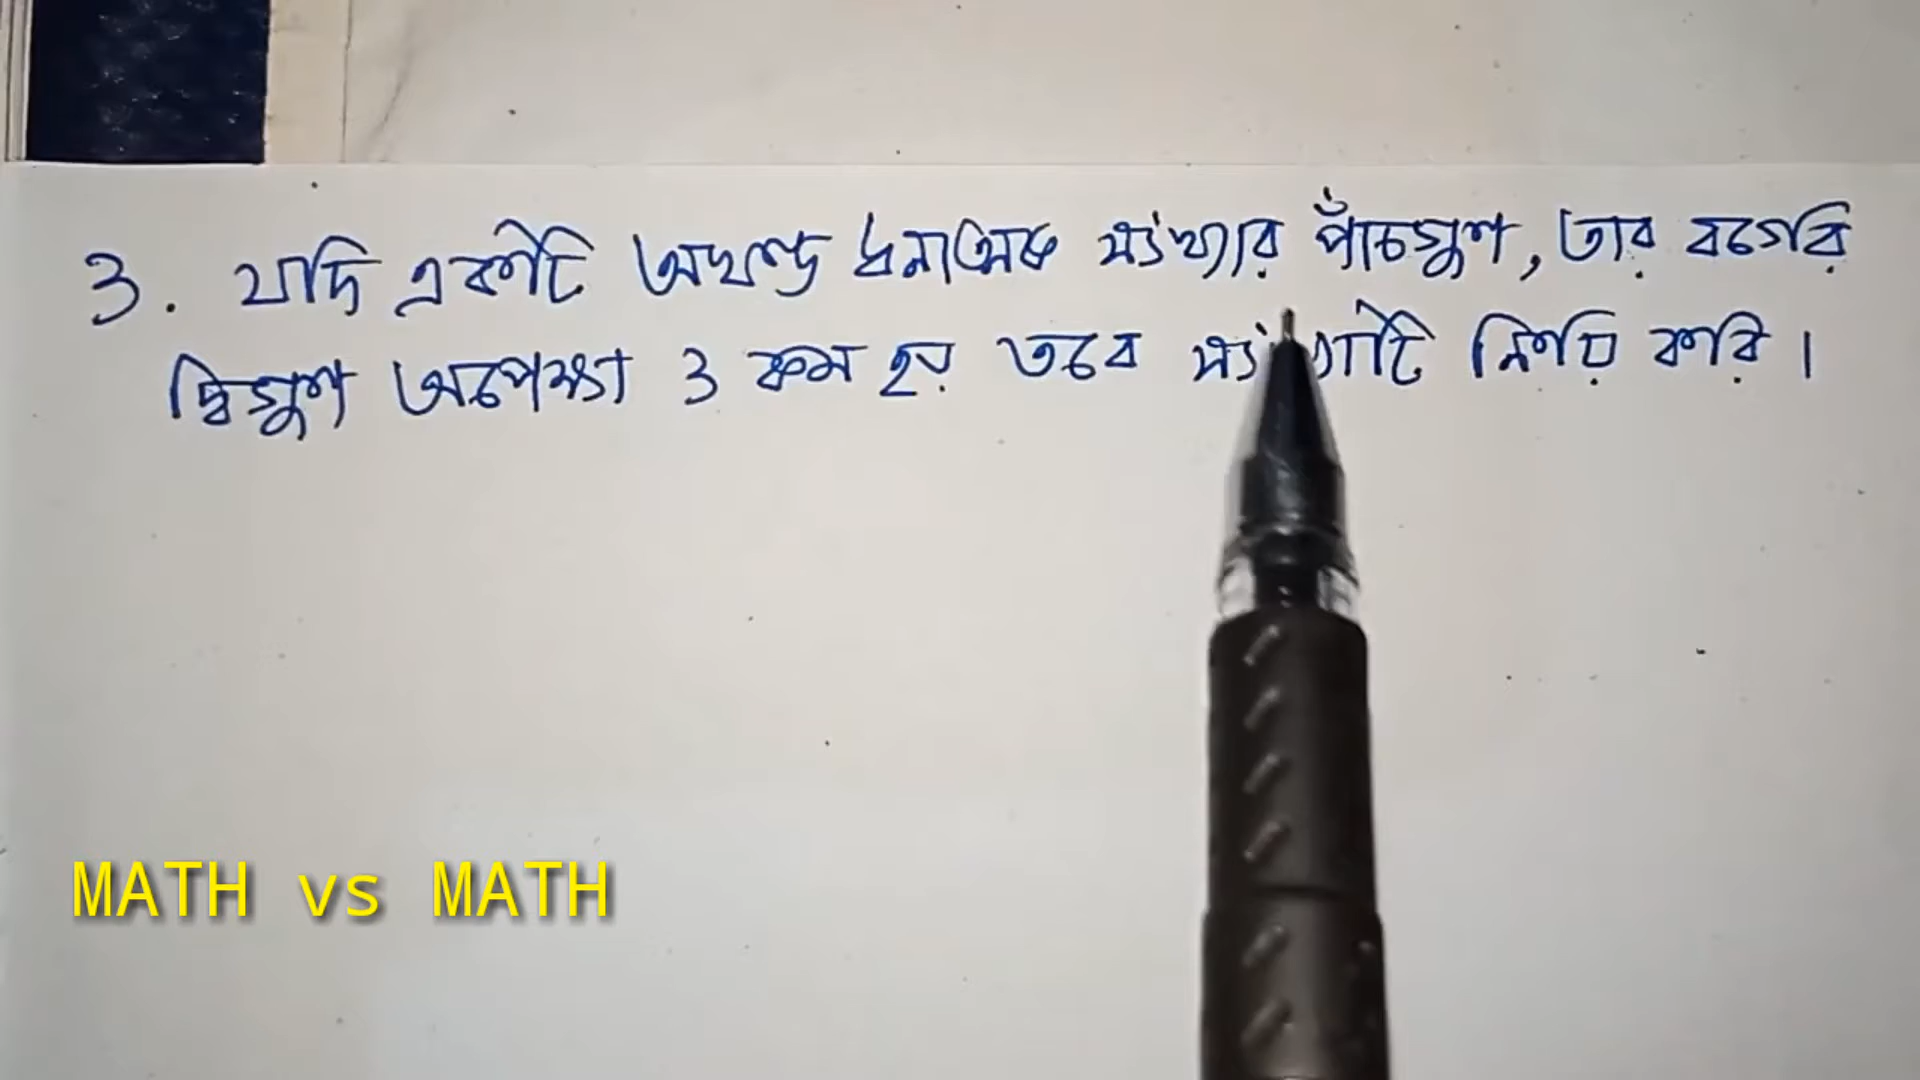 3. যদি একটি অখণ্ড ধনাত্মক সংখ্যার পাঁচগুণ, তার বর্গের
দ্বিগুণ অপেক্ষা 3 কম হয় তবে সংখ্যাটি নির্ণয় করি।
MATH vs MATH